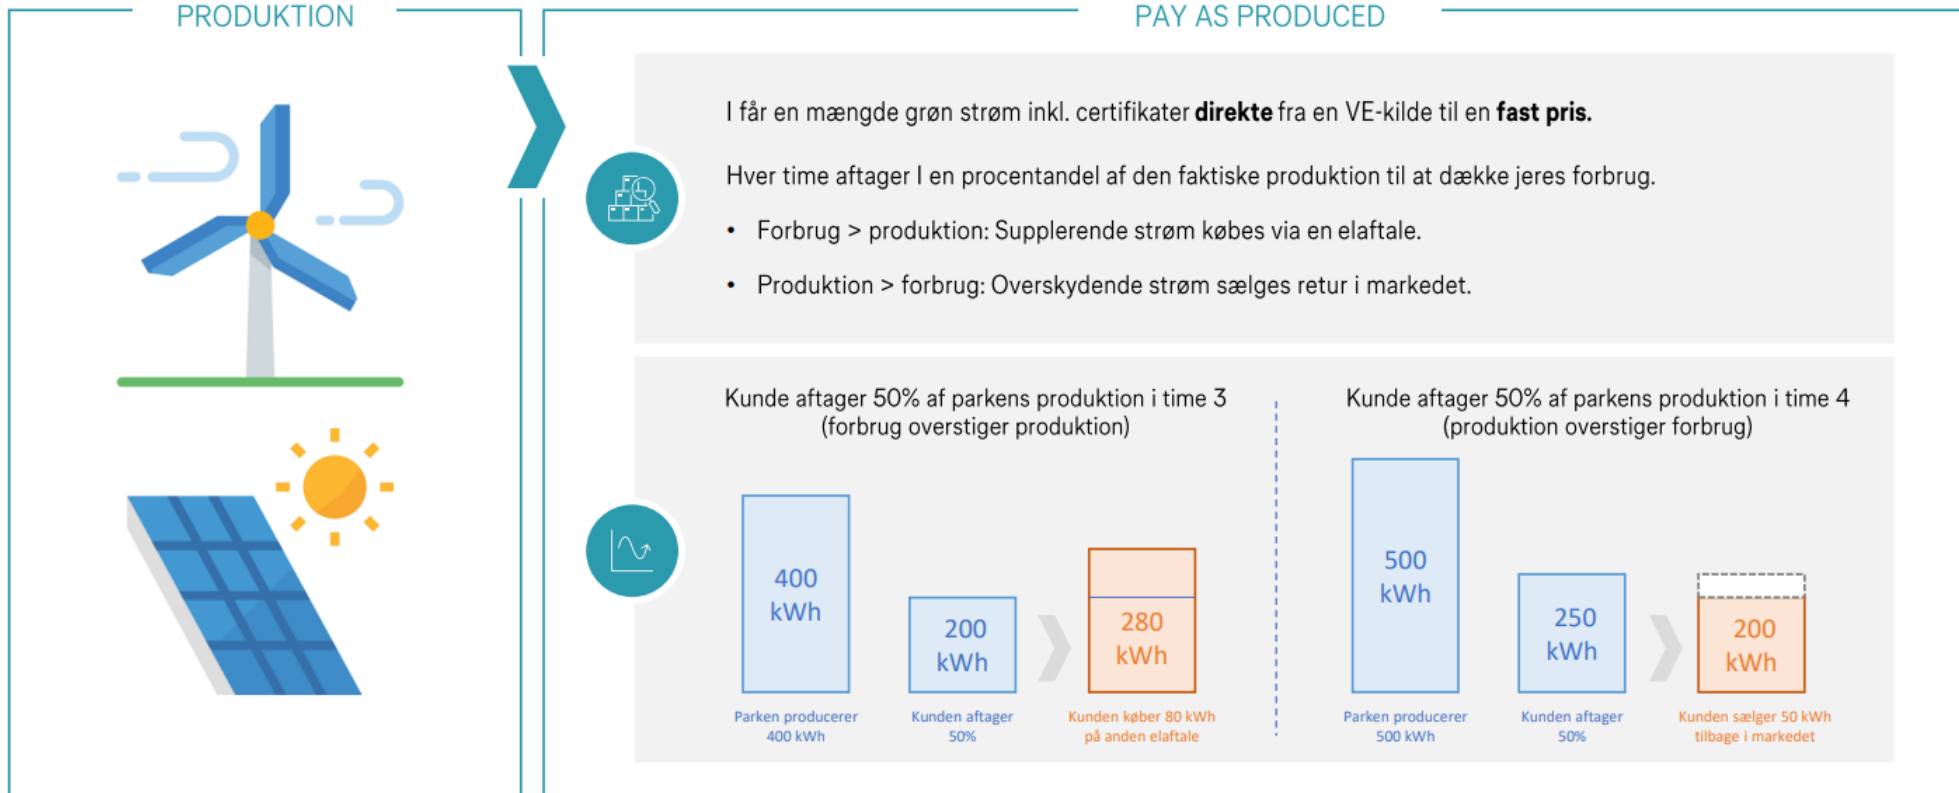 PRODUKTION
PAY AS PRODUCED
I får en mængde grøn strøm inkl. certifikater direkte fra en VE-kilde til en fast pris.
Hver time aftager I en procentandel af den faktiske produktion til at dække jeres forbrug.
• Forbrug > produktion: Supplerende strøm købes via en elaftale.
• Produktion > forbrug: Overskydende strøm sælges retur i markedet.
Kunde aftager 50% af parkens produktion i time 3
(forbrug overstiger produktion)
400
kWh
200
kWh
280
kWh
Parken producerer
400 kWh
Kunden aftager
50%
Kunden køber 80 kWh
på anden elaftale
Kunde aftager 50% af parkens produktion i time 4
(produktion overstiger forbrug)
500
kWh
250
kWh
200
kWh
Parken producerer
500 kWh
Kunden aftager
50%
Kunden sælger 50 kWh
tilbage i markedet